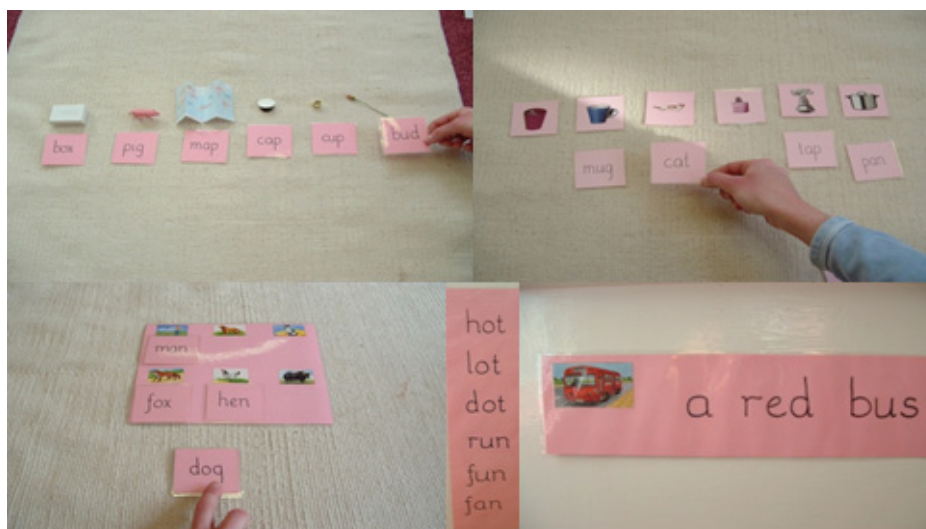 box pig map cap cup bud
mug cat tap pan
man
fox hen
dog
hot
lot
dot
run
fun
fan
a red bus